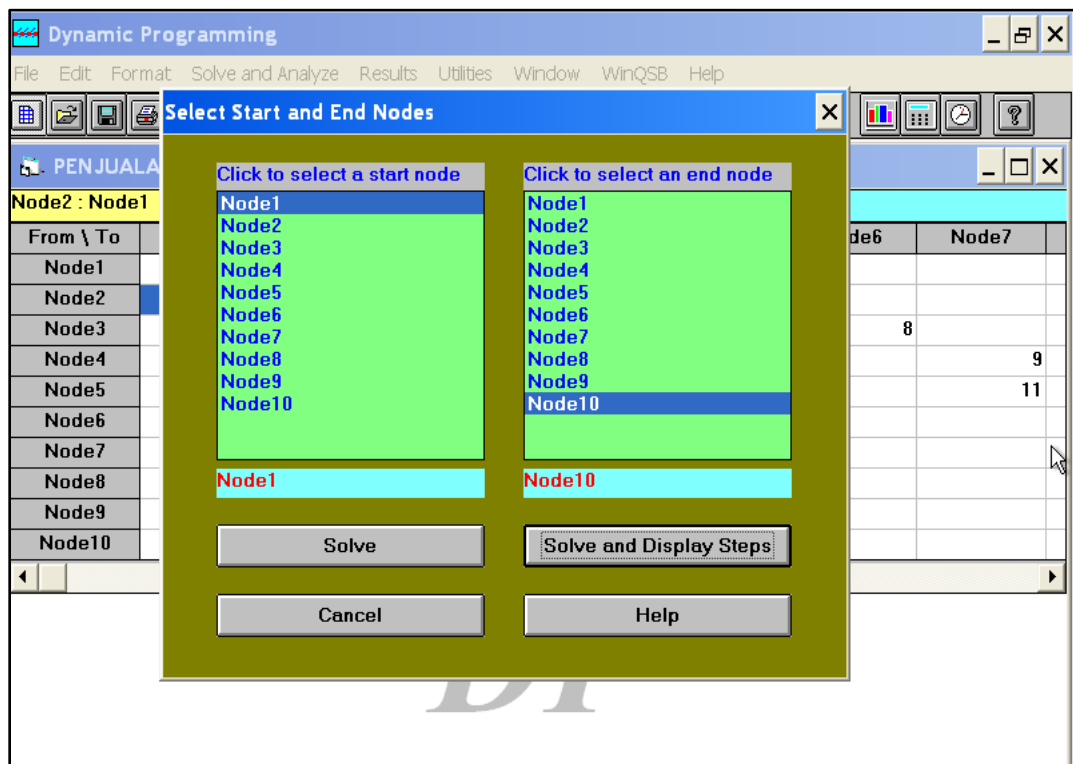 Dynamic Programming
File Edit Format Solve and Analyze Results Utilities Window WinQSB Help
Select Start and End Nodes
PENJUALA
Click to select a start node Click to select an end node
Node2 : Node1
Node1 Node1
Node2 Node2
From \ To de6 Node7
Node3 Node3
Node1
Node4 Node4
Node5 Node5
Node2
Node6 Node6
Node3 8
Node7 Node7
Node4 9
Node8 Node8
Node9 Node9
Node5 11
Node10 Node10
Node6
Node7
Node8 Node1 Node10
Node9
Node10 Solve Solve and Display Steps
Cancel Help
DP